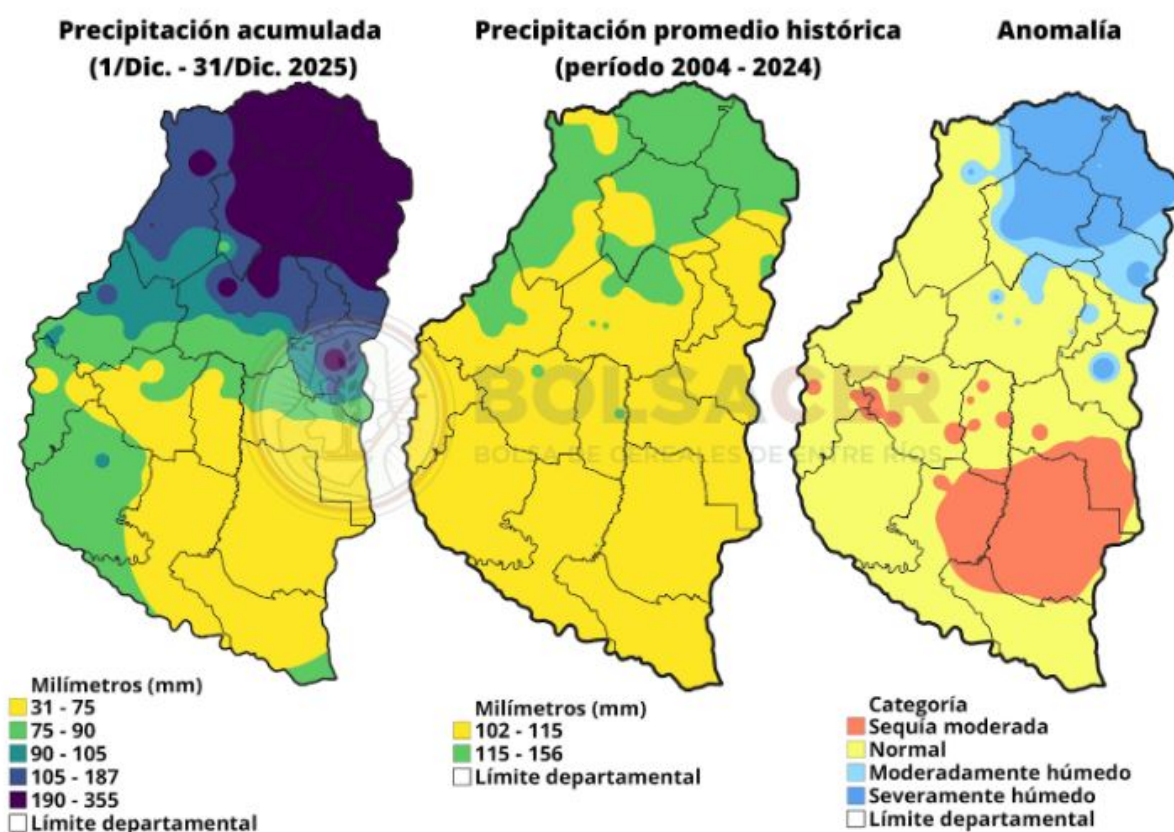 Precipitación acumulada
(1/Dic. - 31/Dic. 2025)
Precipitación promedio histórica
(período 2004 - 2024)
Anomalía
BOLSACER
BOLSA DE CEREALES DE ENTRE RÍOS
Milímetros (mm)
31 - 75
75 - 90
90 - 105
105 - 187
190 - 355
Límite departamental
Milímetros (mm)
102 - 115
115 - 156
Límite departamental
Categoría
Sequía moderada
Normal
Moderadamente húmedo
Severamente húmedo
Límite departamental